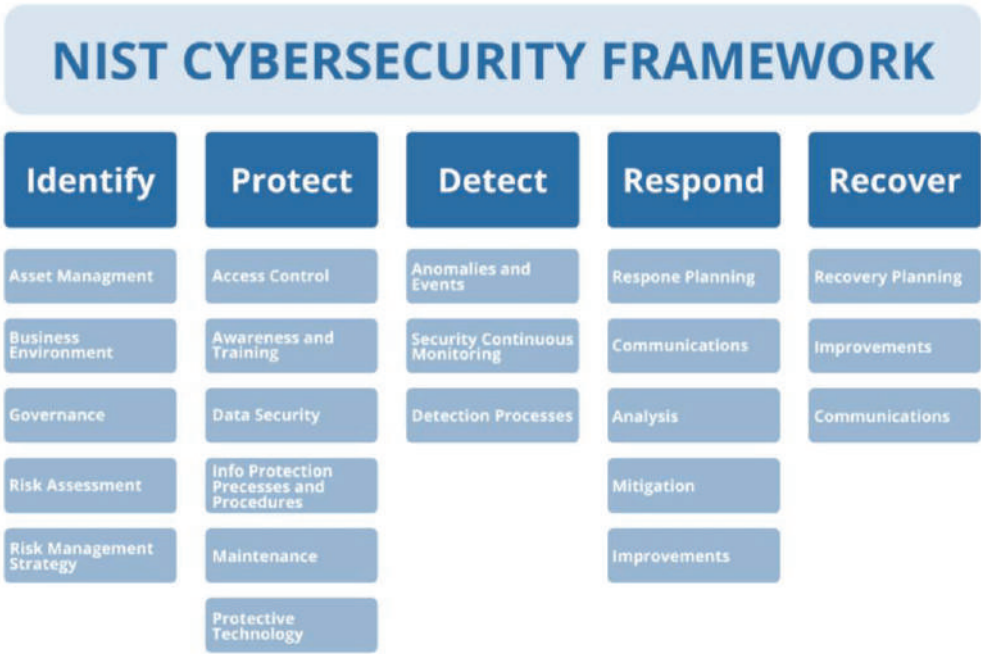 NIST CYBERSECURITY FRAMEWORK
Identify
Asset Managment
Business
Environment
Governance
Risk Assessment
Risk Management
Strategy
Protect
Access Control
Awareness and
Training
Data Security
Info Protection
Precesses and
Procedures
Maintenance
Protective
Technology
Detect
Anomalies and
Events
Security Continuous
Monitoring
Detection Processes
Respond
Respone Planning
Communications
Analysis
Mitigation
Improvements
Recover
Recovery Planning
Improvements
Communications